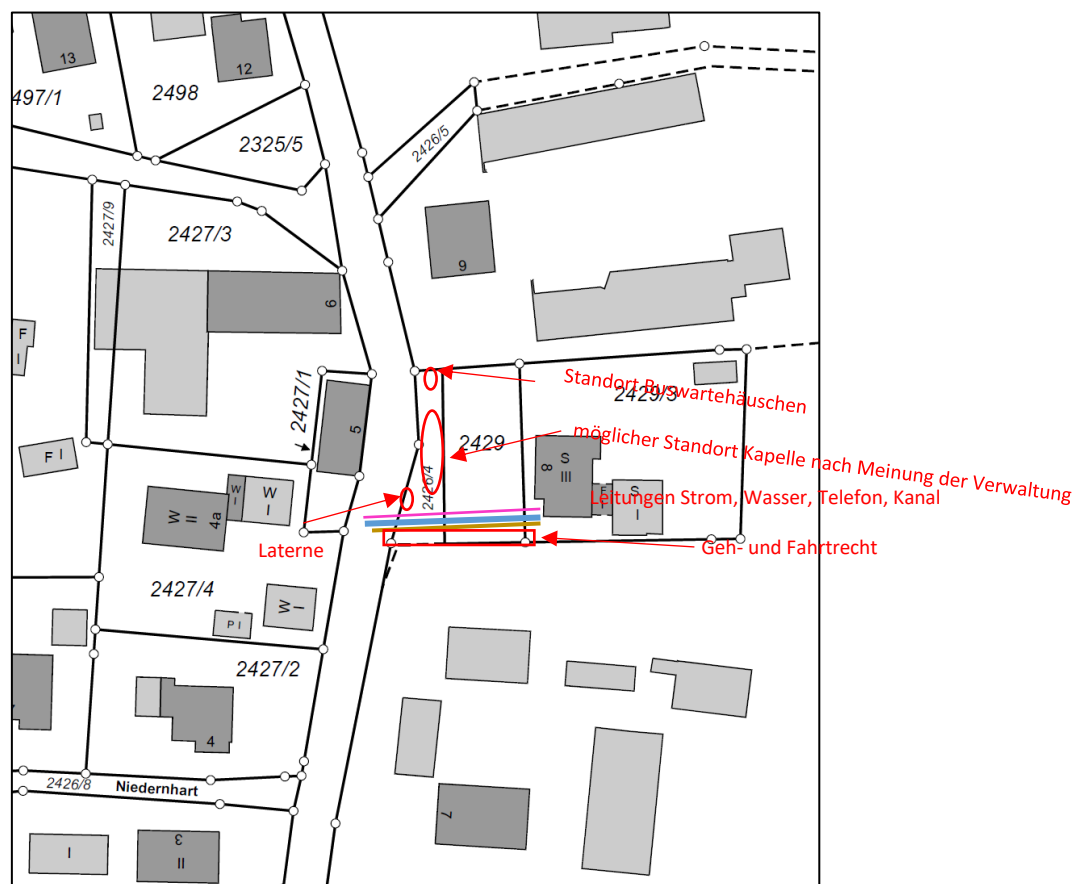 13
12
497/1
2498
2325/5
2426/5
2427/9
2427/3
9
6
F
I
2427/1
5
Standort Buswartehäuschen
2429/3
2429
möglicher Standort Kapelle nach Meinung der Verwaltung
F I
W
I
W
I
W
II
4a
2426/4
S
III
8
S
I
Leitungen Strom, Wasser, Telefon, Kanal
Laterne
Geh- und Fahrtrecht
2427/4
W
I
P I
2427/2
4
2426/8
Niedernhart
7
I
3
II